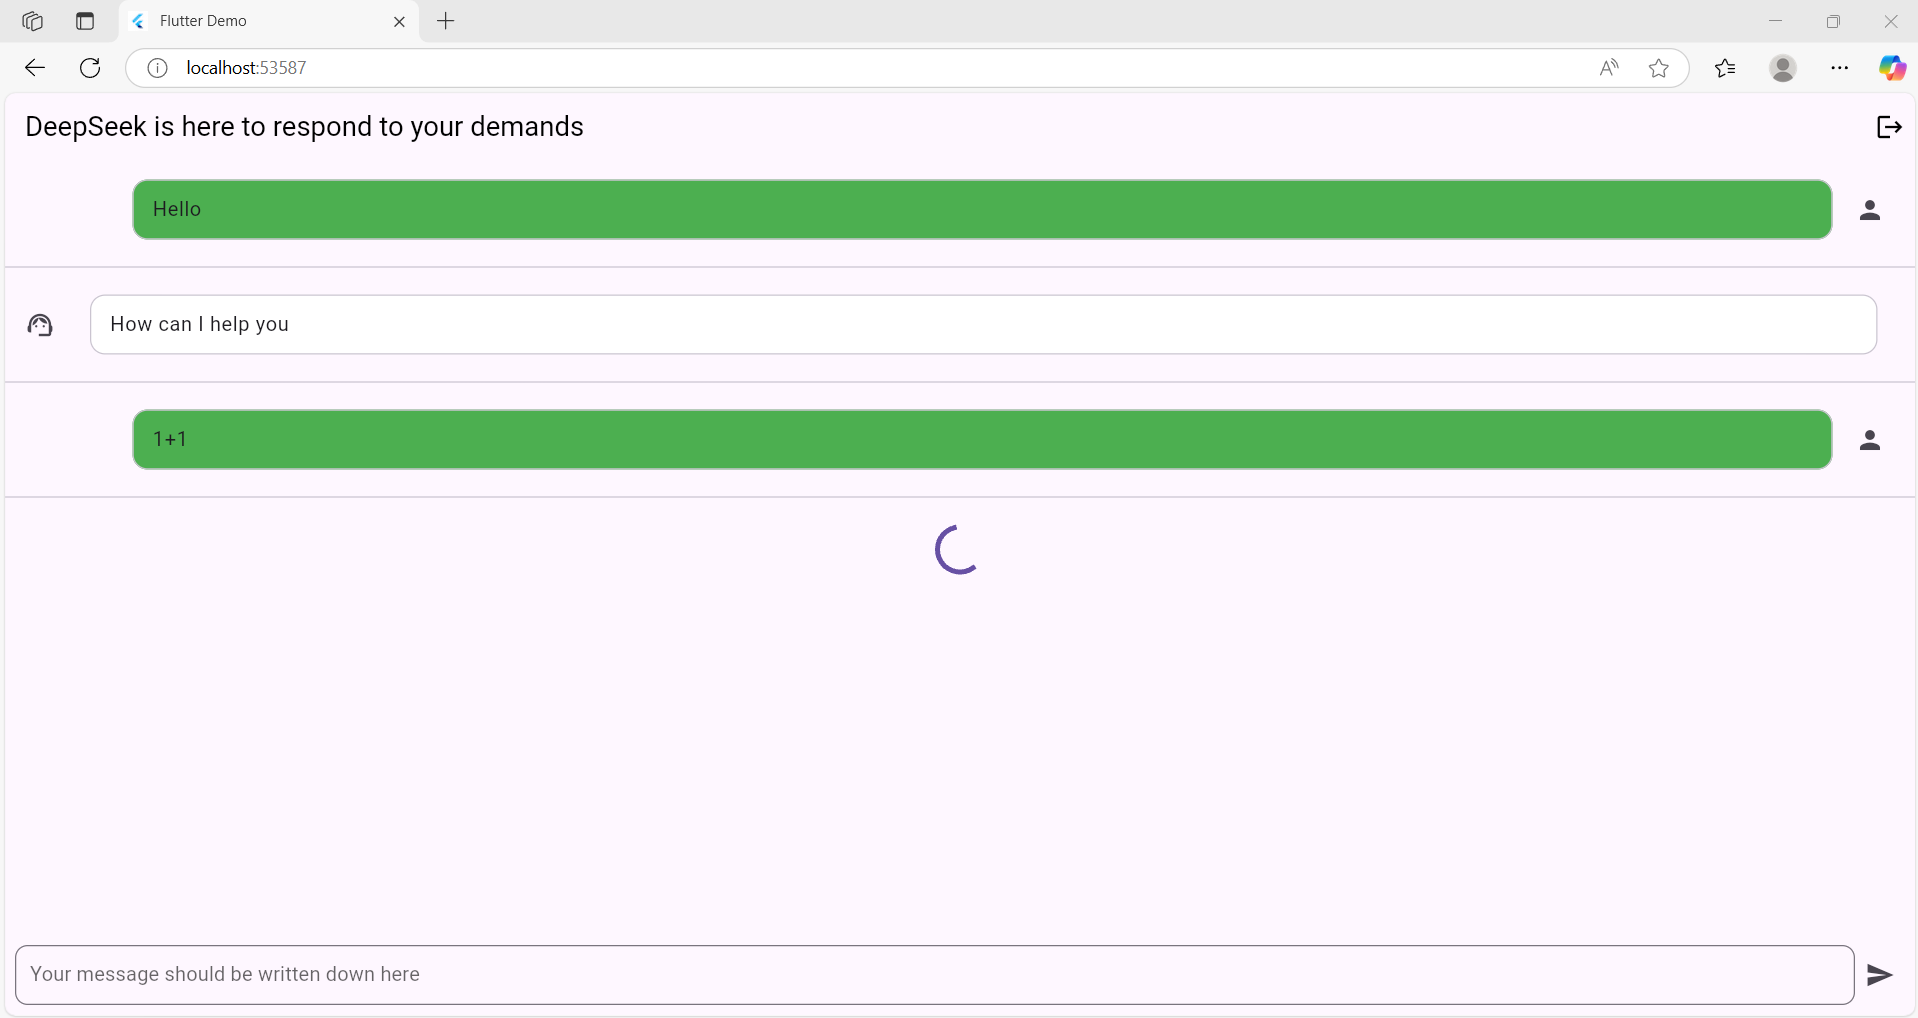 Flutter Demo
localhost:53587
DeepSeek is here to respond to your demands
Hello
How can I help you
1+1
Your message should be written down here